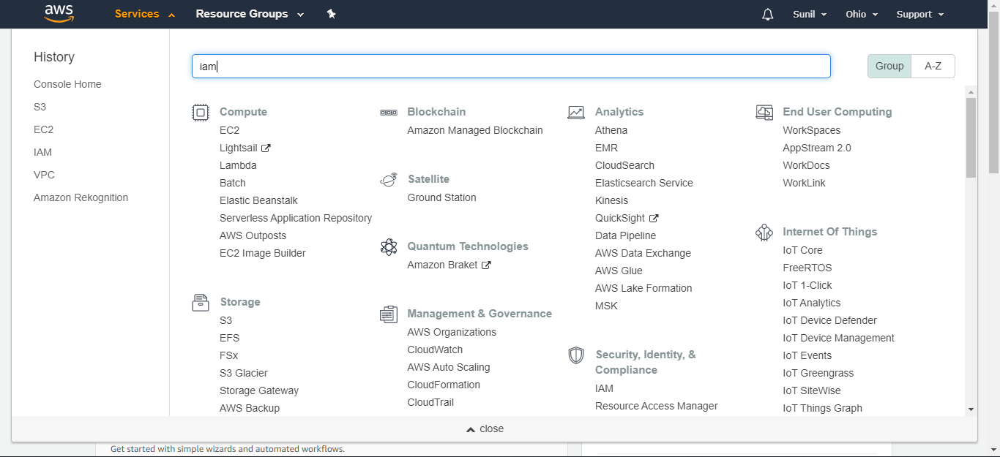 aws
Services
Resource Groups
Sunil
Ohio
Support
History
Console Home
S3
EC2
IAM
VPC
Amazon Rekognition
iam
Group
A-Z
Compute
EC2
Lightsail
Lambda
Batch
Elastic Beanstalk
Serverless Application Repository
AWS Outposts
EC2 Image Builder
Storage
S3
EFS
FSx
S3 Glacier
Storage Gateway
AWS Backup
Blockchain
Amazon Managed Blockchain
Satellite
Ground Station
Quantum Technologies
Amazon Braket
Management & Governance
AWS Organizations
CloudWatch
AWS Auto Scaling
CloudFormation
CloudTrail
Analytics
Athena
EMR
CloudSearch
Elasticsearch Service
Kinesis
QuickSight
Data Pipeline
AWS Data Exchange
AWS Glue
AWS Lake Formation
MSK
Security, Identity, &
Compliance
IAM
Resource Access Manager
End User Computing
WorkSpaces
AppStream 2.0
WorkDocs
WorkLink
Internet Of Things
IoT Core
FreeRTOS
IoT 1-Click
IoT Analytics
IoT Device Defender
IoT Device Management
IoT Events
IoT Greengrass
IoT SiteWise
IoT Things Graph
close
Get started with simple wizards and automated workflows.